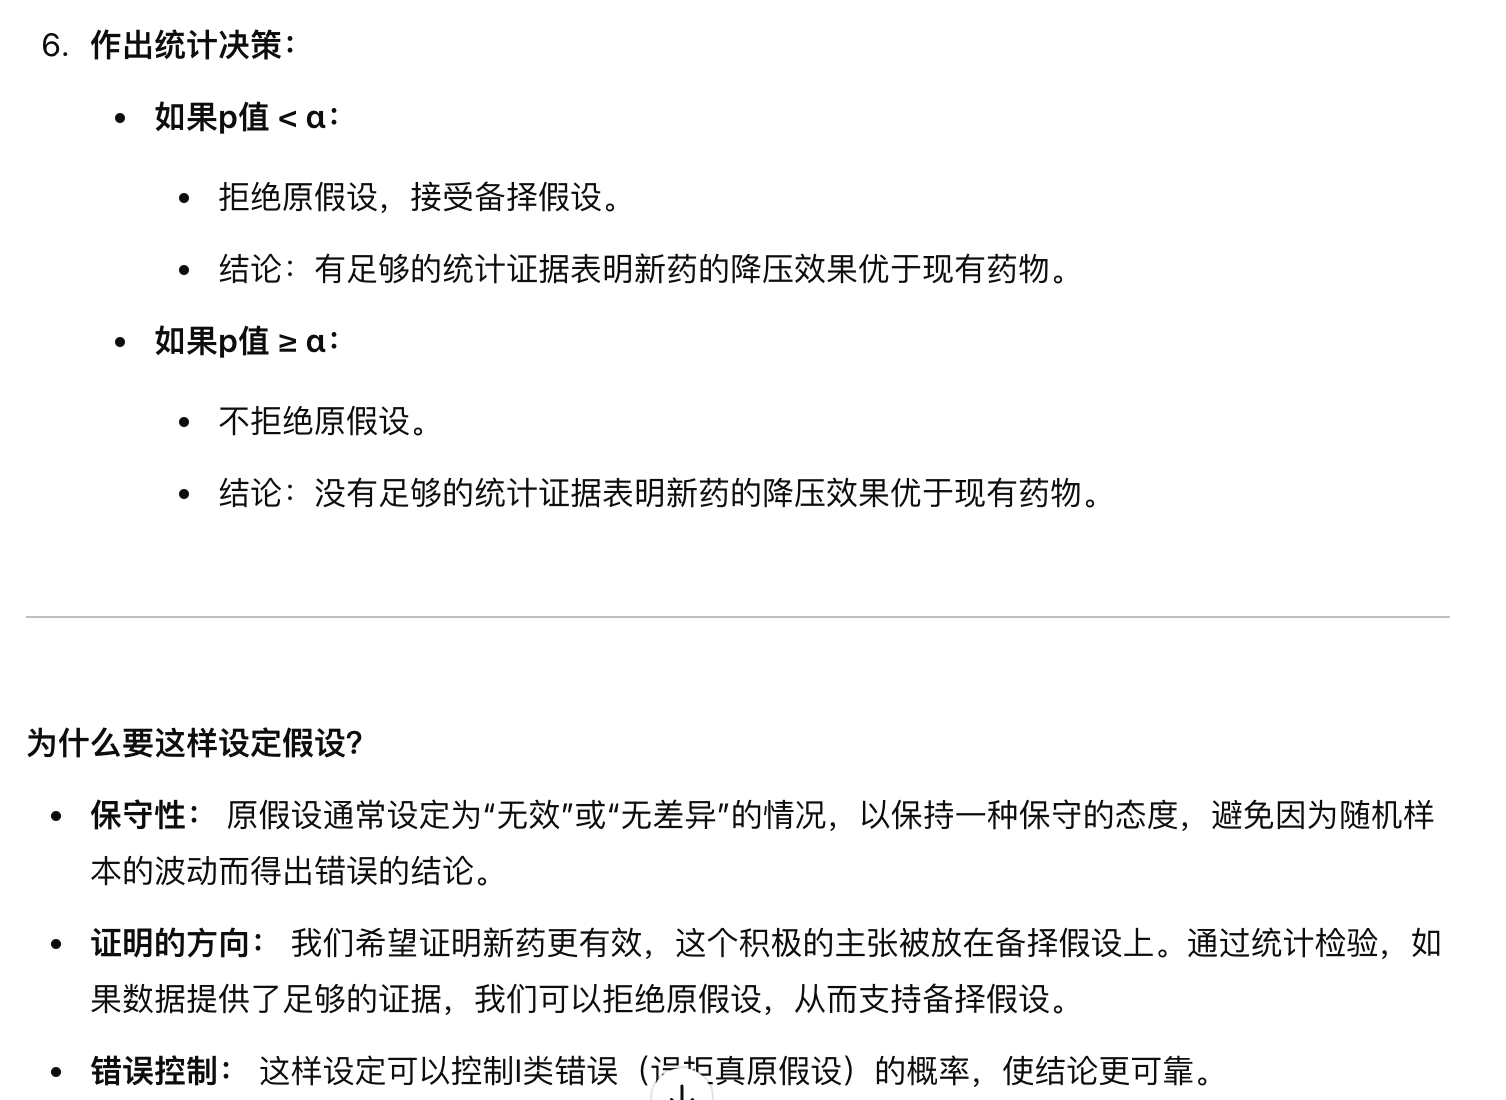 6. 作出统计决策：
• 如果p值 < α：
• 拒绝原假设，接受备择假设。
• 结论：有足够的统计证据表明新药的降压效果优于现有药物。
• 如果p值 ≥ α：
• 不拒绝原假设。
• 结论：没有足够的统计证据表明新药的降压效果优于现有药物。
为什么要这样设定假设？
• 保守性： 原假设通常设定为“无效”或“无差异”的情况，以保持一种保守的态度，避免因为随机样
本的波动而得出错误的结论。
• 证明的方向： 我们希望证明新药更有效，这个积极的主张被放在备择假设上。通过统计检验，如
果数据提供了足够的证据，我们可以拒绝原假设，从而支持备择假设。
• 错误控制： 这样设定可以控制I类错误（误拒真原假设）的概率，使结论更可靠。